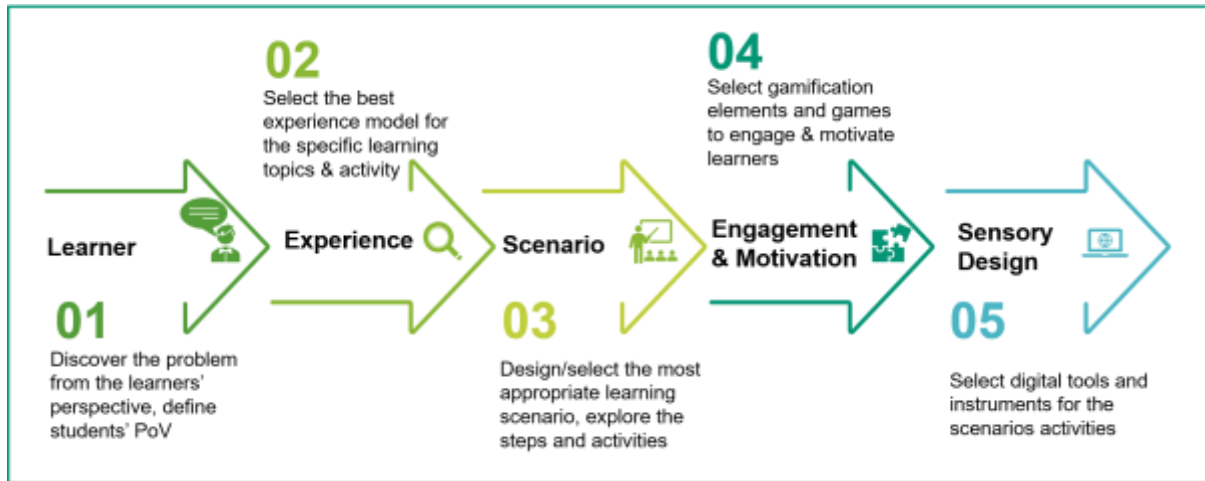 Learner
01
Discover the problem
from the learners'
perspective, define
students' PoV
02
Select the best
experience model for
the specific learning
topics & activity
Experience
Scenario
03
Design/select the most
appropriate learning
scenario, explore the
steps and activities
04
Select gamification
elements and games
to engage & motivate
learners
Engagement
& Motivation
Sensory
Design
05
Select digital tools and
instruments for the
scenarios activities